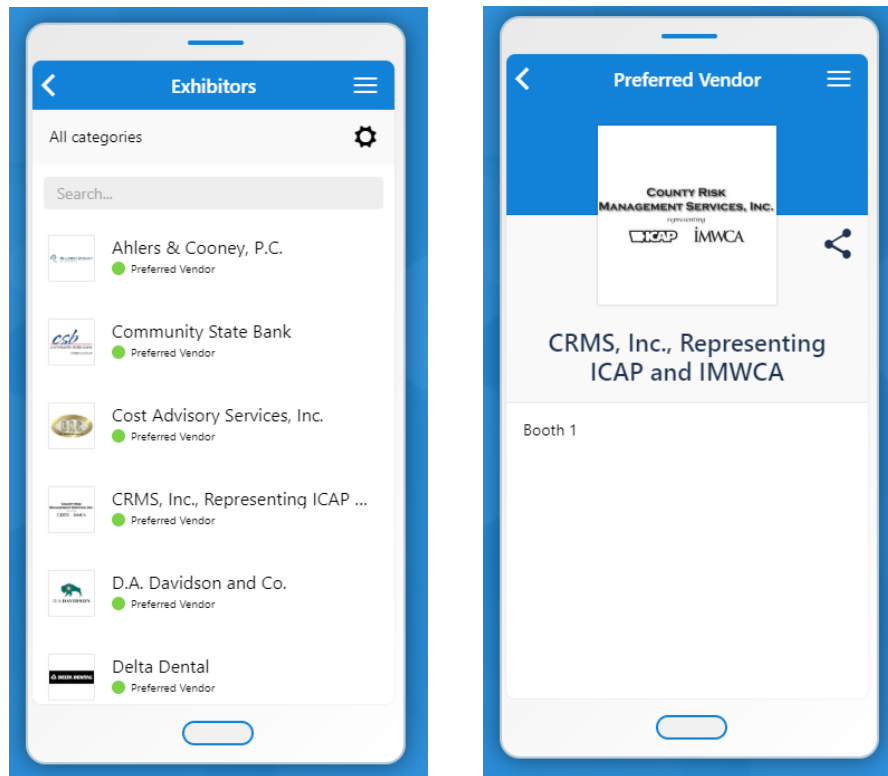 Exhibitors
All categories
Search...
Ahlers & Cooney, P.C.
Preferred Vendor
csb
Community State Bank
Preferred Vendor
Cost Advisory Services, Inc.
Preferred Vendor
CRMS, Inc., Representing ICAP ...
Preferred Vendor
D.A. Davidson and Co.
D.A. DAVIDSON
Preferred Vendor
Delta Dental
DELTA DENTAL
Preferred Vendor
Preferred Vendor
COUNTY RISK
MANAGEMENT SERVICES, INC.
representing
ICAP IMWCA
CRMS, Inc., Representing
ICAP and IMWCA
Booth 1